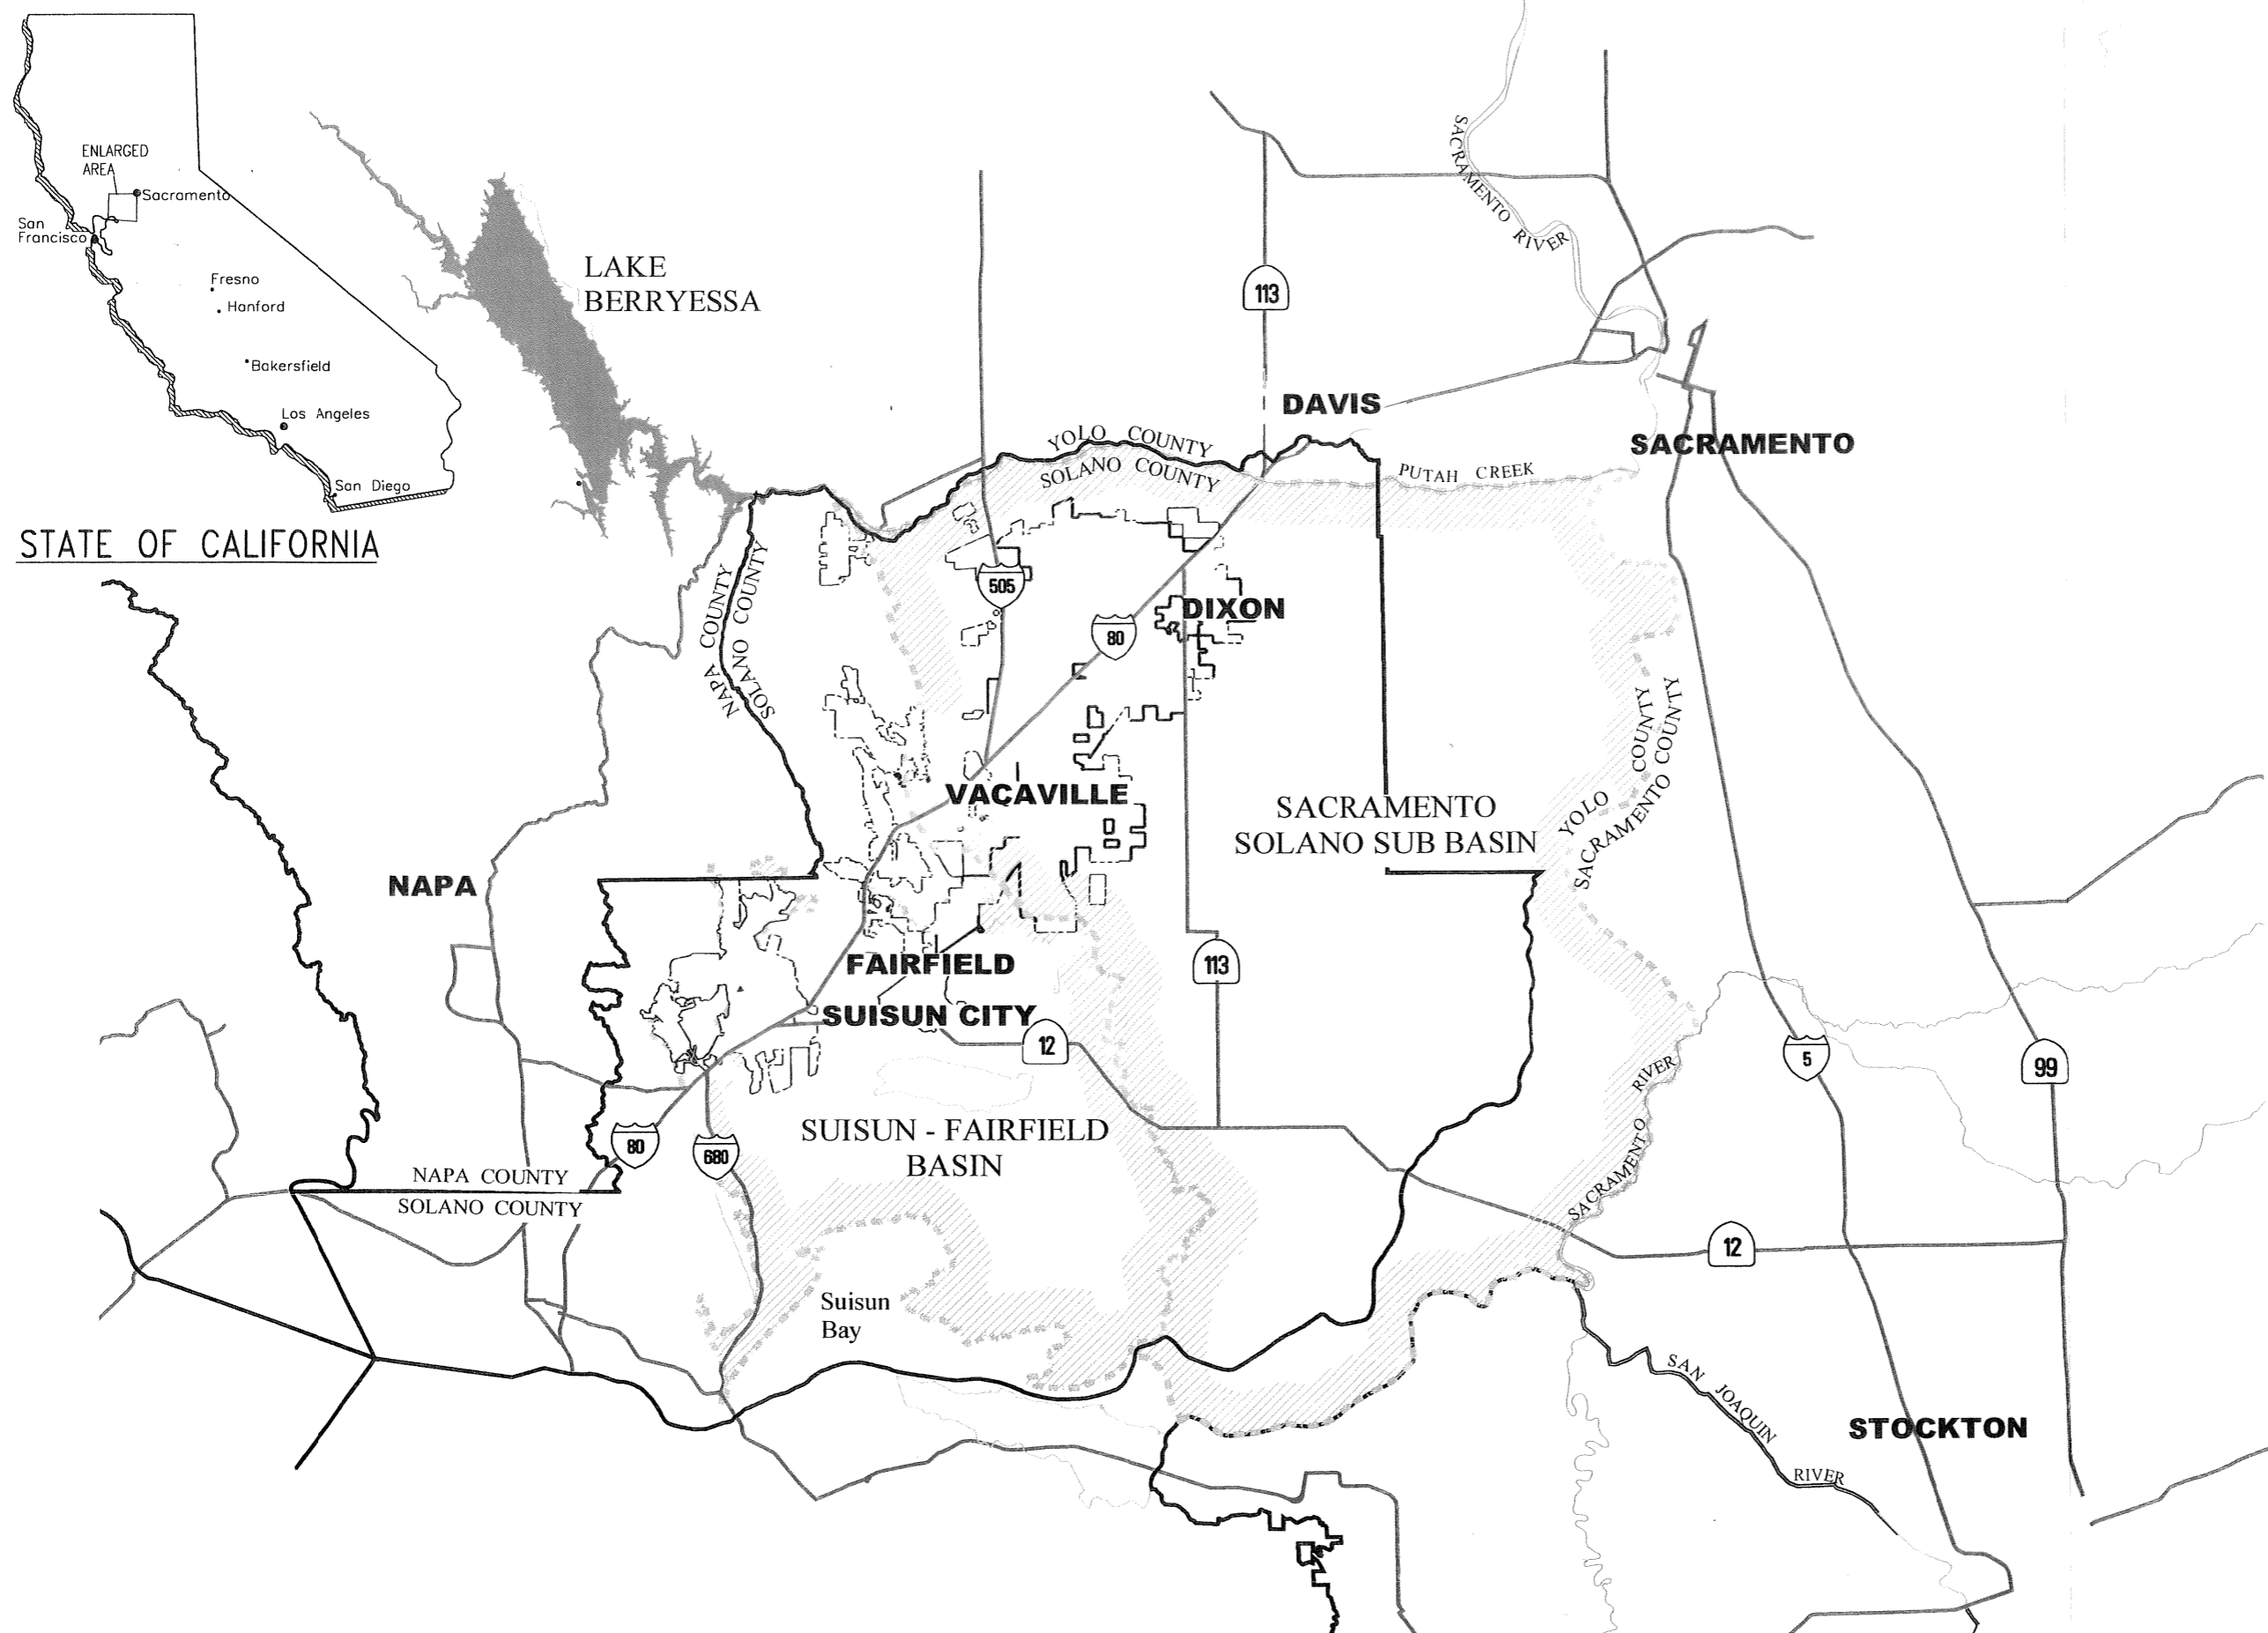 ENLARGED
AREA
Sacramento
San
Francisco
Fresno
Hanford
Bakersfield
Los Angeles
San Diego
STATE OF CALIFORNIA
LAKE
BERRYESSA
SACRAMENTO RIVER
113
DAVIS
SACRAMENTO
YOLO COUNTY
SOLANO COUNTY
PUTAH CREEK
NAPA COUNTY
SOLANO COUNTY
505
80
DIXON
YOLO COUNTY
SACRAMENTO COUNTY
VACAVILLE
SACRAMENTO
SOLANO SUB BASIN
NAPA
FAIRFIELD
113
SUISUN CITY
12
5
99
SACRAMENTO RIVER
80
680
SUISUN - FAIRFIELD
BASIN
NAPA COUNTY
SOLANO COUNTY
12
Suisun
Bay
SAN JOAQUIN RIVER
STOCKTON